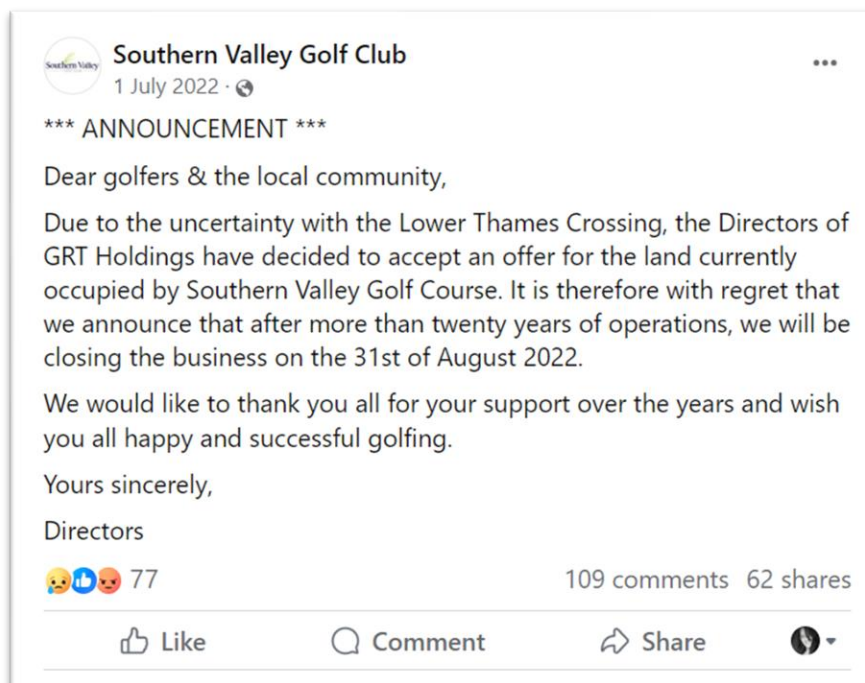 Southern Valley
Southern Valley Golf Club
1 July 2022 ·
*** ANNOUNCEMENT ***
Dear golfers & the local community,
Due to the uncertainty with the Lower Thames Crossing, the Directors of
GRT Holdings have decided to accept an offer for the land currently
occupied by Southern Valley Golf Course. It is therefore with regret that
we announce that after more than twenty years of operations, we will be
closing the business on the 31st of August 2022.
We would like to thank you all for your support over the years and wish
you all happy and successful golfing.
Yours sincerely,
Directors
77 109 comments 62 shares
Like Comment Share